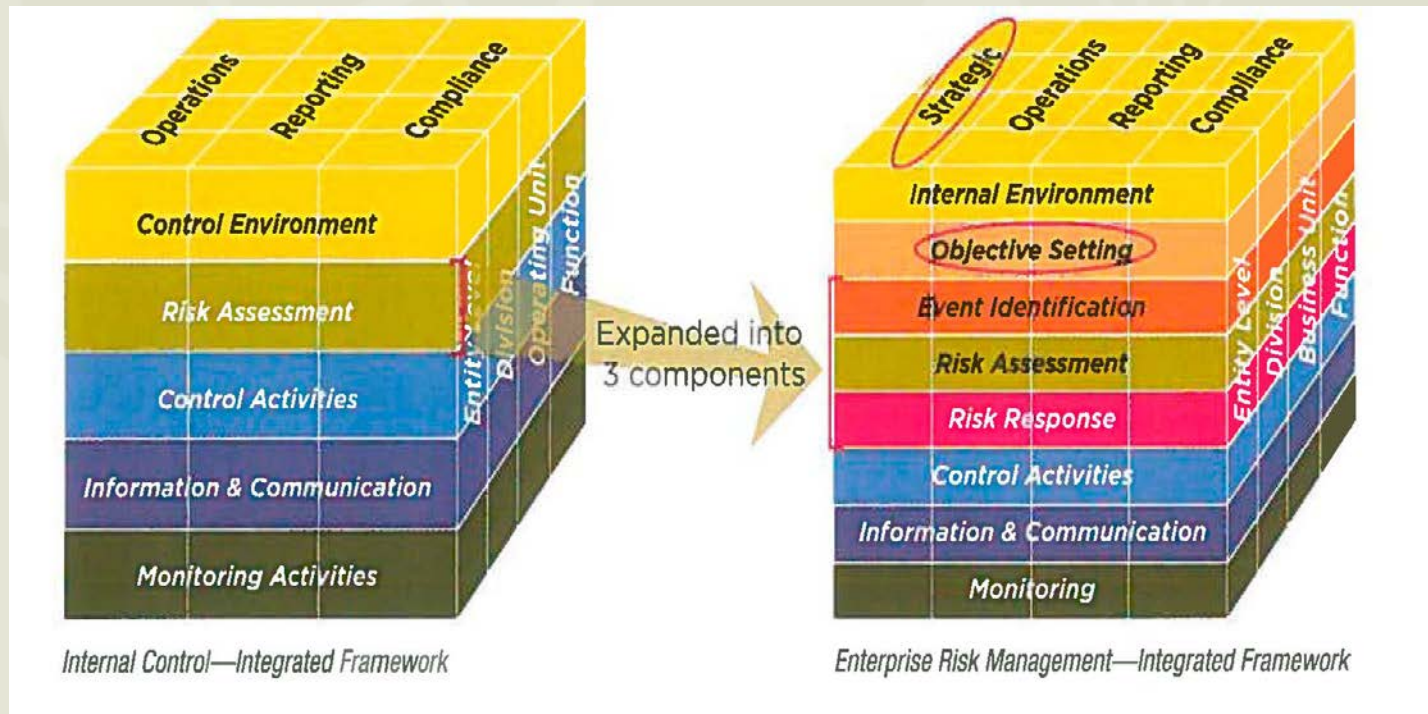 Operations
Reporting
Compliance
Control Environment
Risk Assessment
Control Activities
Information & Communication
Monitoring Activities
Entity Level
Division
Operating Unit
Function
Internal Control—Integrated Framework
Expanded into
3 components
Strategic
Operations
Reporting
Compliance
Internal Environment
Objective Setting
Event Identification
Risk Assessment
Risk Response
Control Activities
Information & Communication
Monitoring
Entity Level
Division
Business Unit
Function
Enterprise Risk Management—Integrated Framework